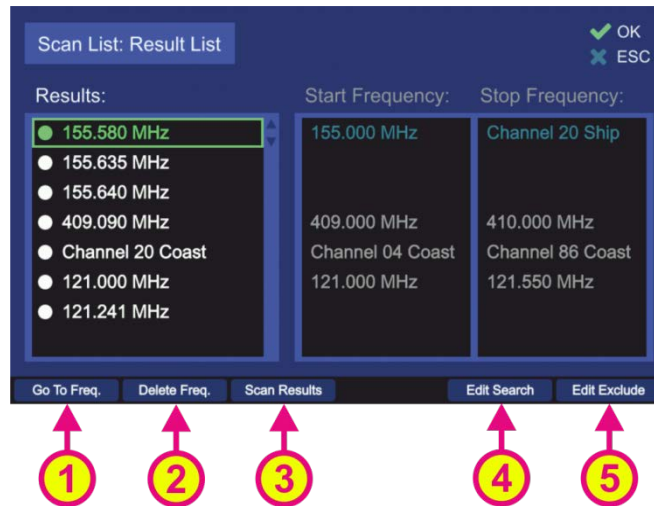 Scan List: Result List
OK
ESC
Results:
Start Frequency:
Stop Frequency:
155.580 MHz
155.000 MHz
Channel 20 Ship
155.635 MHz
155.640 MHz
409.090 MHz
409.000 MHz
410.000 MHz
Channel 20 Coast
Channel 04 Coast
Channel 86 Coast
121.000 MHz
121.000 MHz
121.550 MHz
121.241 MHz
Go To Freq.
Delete Freq.
Scan Results
Edit Search
Edit Exclude
1
2
3
4
5